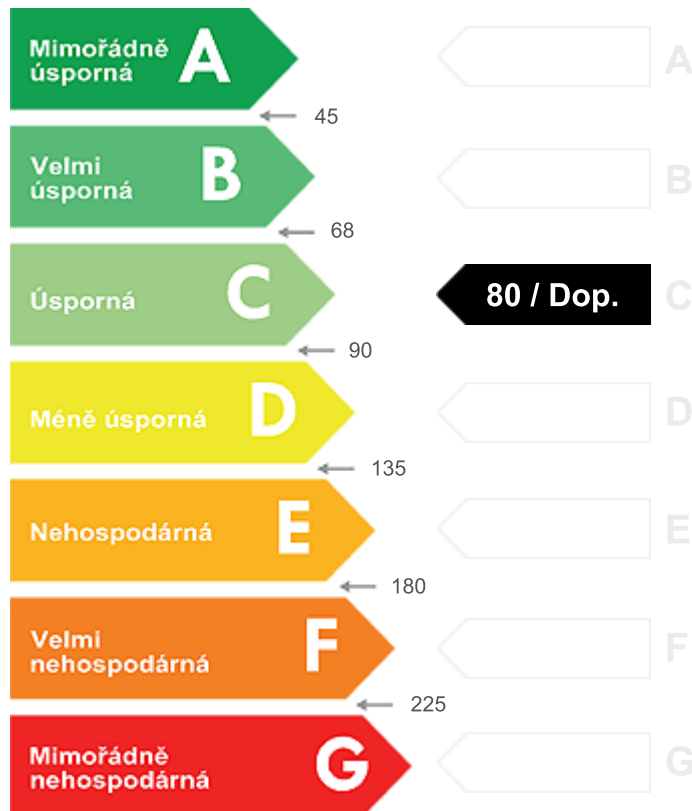 Mimořádně
úsporná
A
A
45
Velmi
úsporná
B
B
68
Úsporná
C
80 / Dop.
C
90
Méně úsporná
D
D
135
Nehospodárná
E
E
180
Velmi
nehospodárná
F
F
225
Mimořádně
nehospodárná
G
G